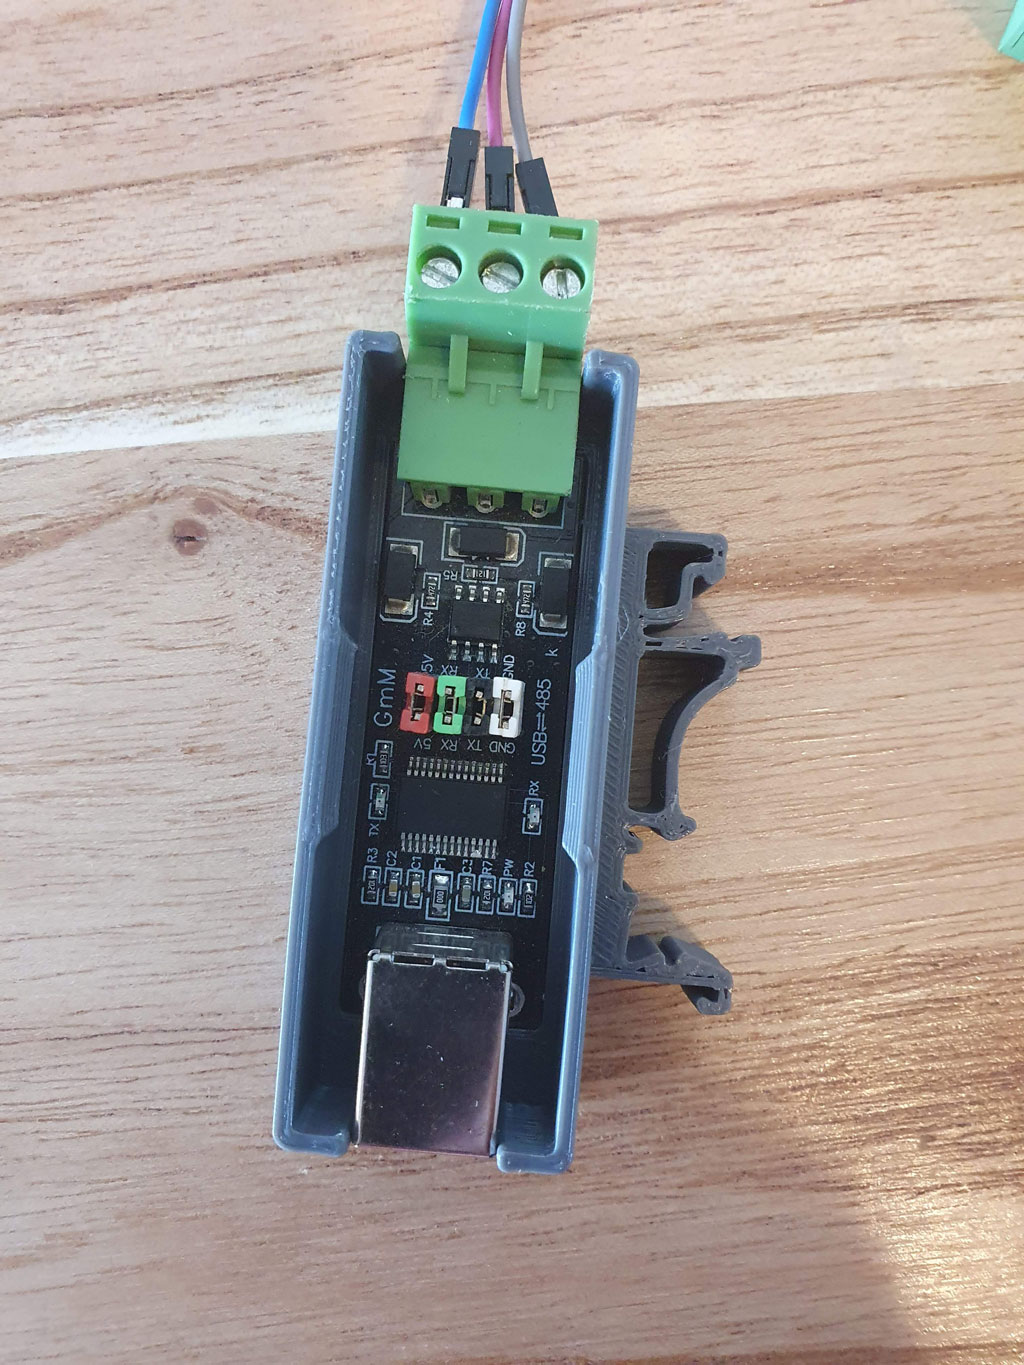 R5
121
R4
R8
5V
RX
TX
GND
k
GmM
5V
RX
TX
GND
USB⇌485
TX
RX
R3
C2
C1
F1
C3
R7
PW
R2